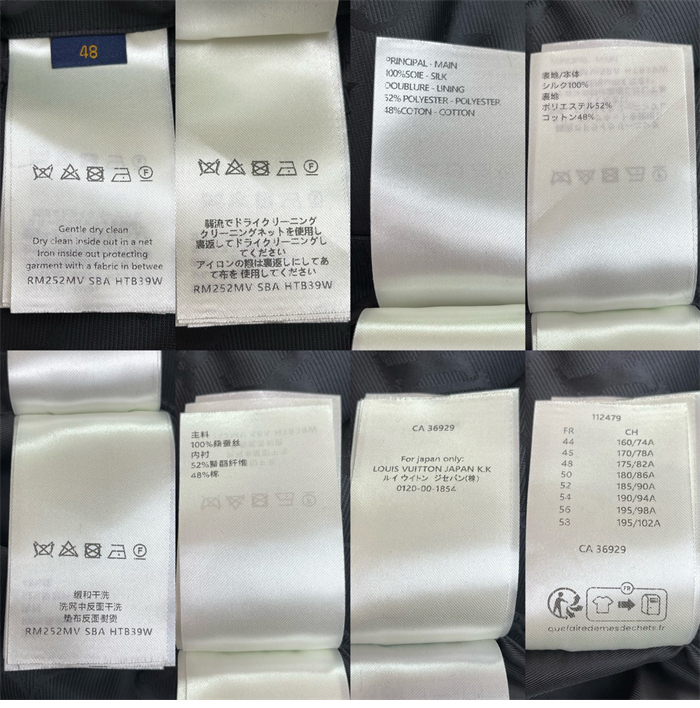 48
Gentle dry clean
Dry clean inside out in a net
Iron inside out protecting
garment with a fabric in betwee
RM252MV SBA HTB39W
弱流でドライクリーニング
クリーニングネットを使用し
裏返してドライクリーニングし
てください
アイロンの際は裏返しにしてあ
て布を 使用してください
RM252MV SBA HTB39W
PRINCIPAL - MAIN
100%SOIE - SILK
DOUBLURE - LINING
52% POLYESTER - POLYESTER
48%COTON - COTTON
表地/本体
シルク100%
裏地
ポリエステル52%
コットン48%
缓和干洗
洗网中反面干洗
垫布反面熨烫
RM252MV SBA HTB39W
主料
100%桑蚕丝
内衬
52%聚酯纤维
48%棉
CA 36929
For japan only:
LOUIS VUITTON JAPAN K.K
ルイ ウイトン ジャパン(株)
0120-00-1854
112479
FR CH
44 160/74A
45 170/78A
48 175/82A
50 180/86A
52 185/90A
54 190/94A
56 195/98A
58 195/102A
CA 36929
FR
quefairedemesdechets.fr